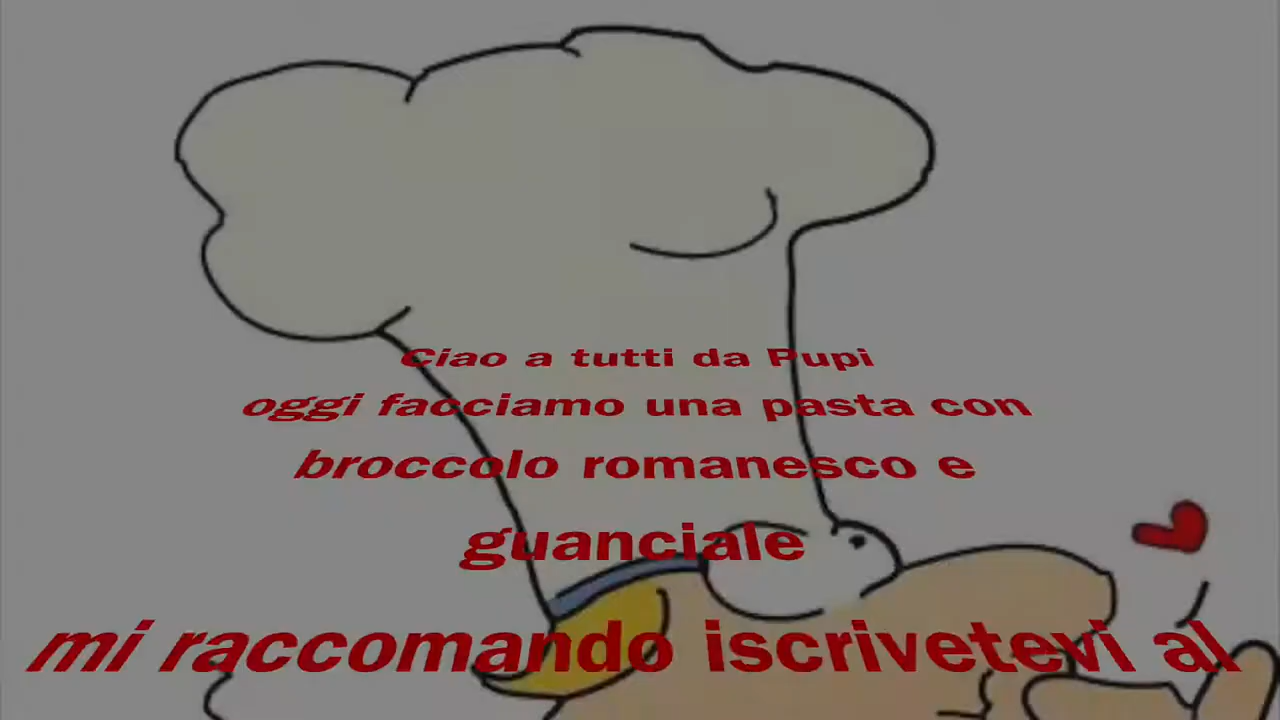 Ciao a tutti da Pupi
oggi facciamo una pasta con
broccolo romanesco e
guanciale
mi raccomando iscrivetevi al